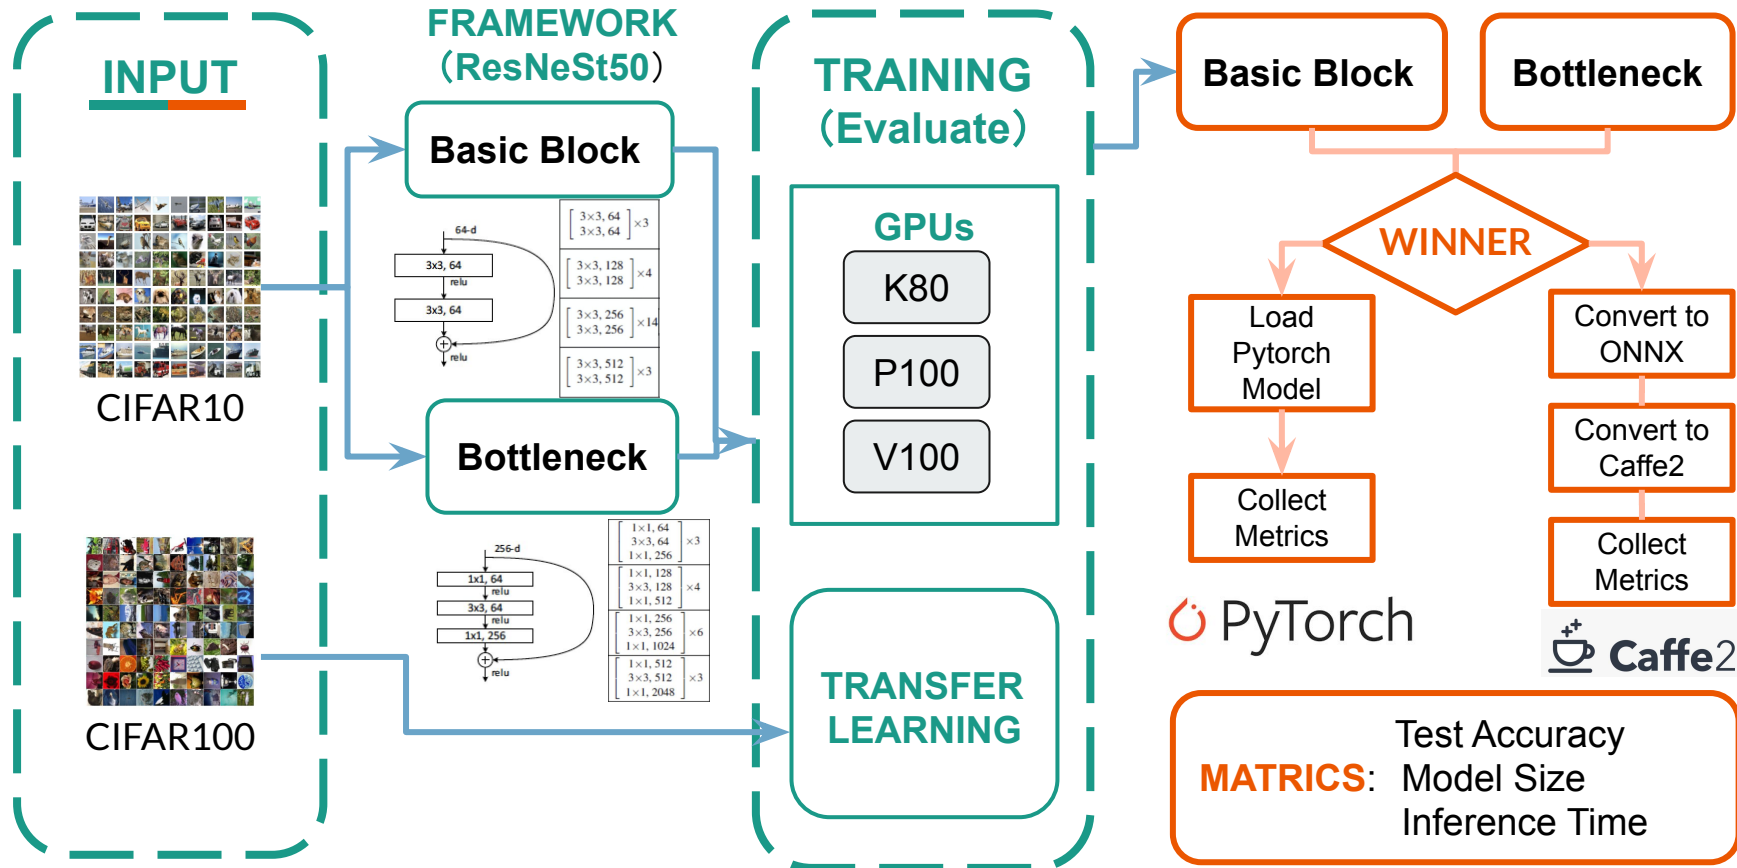 INPUT
CIFAR10
CIFAR100
FRAMEWORK
(ResNeSt50)
Basic Block
64-d
3x3, 64
relu
3x3, 64
relu
[3×3, 64
3×3, 64] ×3
[3×3, 128
3×3, 128] ×4
[3×3, 256
3×3, 256] ×14
[3×3, 512
3×3, 512] ×3
Bottleneck
256-d
1x1, 64
relu
3x3, 64
relu
1x1, 256
relu
[1×1, 64
3×3, 64
1×1, 256] ×3
[1×1, 128
3×3, 128
1×1, 512] ×4
[1×1, 256
3×3, 256
1×1, 1024] ×6
[1×1, 512
3×3, 512
1×1, 2048] ×3
TRAINING
(Evaluate)
GPUs
K80
P100
V100
TRANSFER
LEARNING
Basic Block
Bottleneck
WINNER
Load
Pytorch
Model
Collect
Metrics
PyTorch
Convert to
ONNX
Convert to
Caffe2
Collect
Metrics
Caffe2
Test Accuracy
MATRICS: Model Size
Inference Time